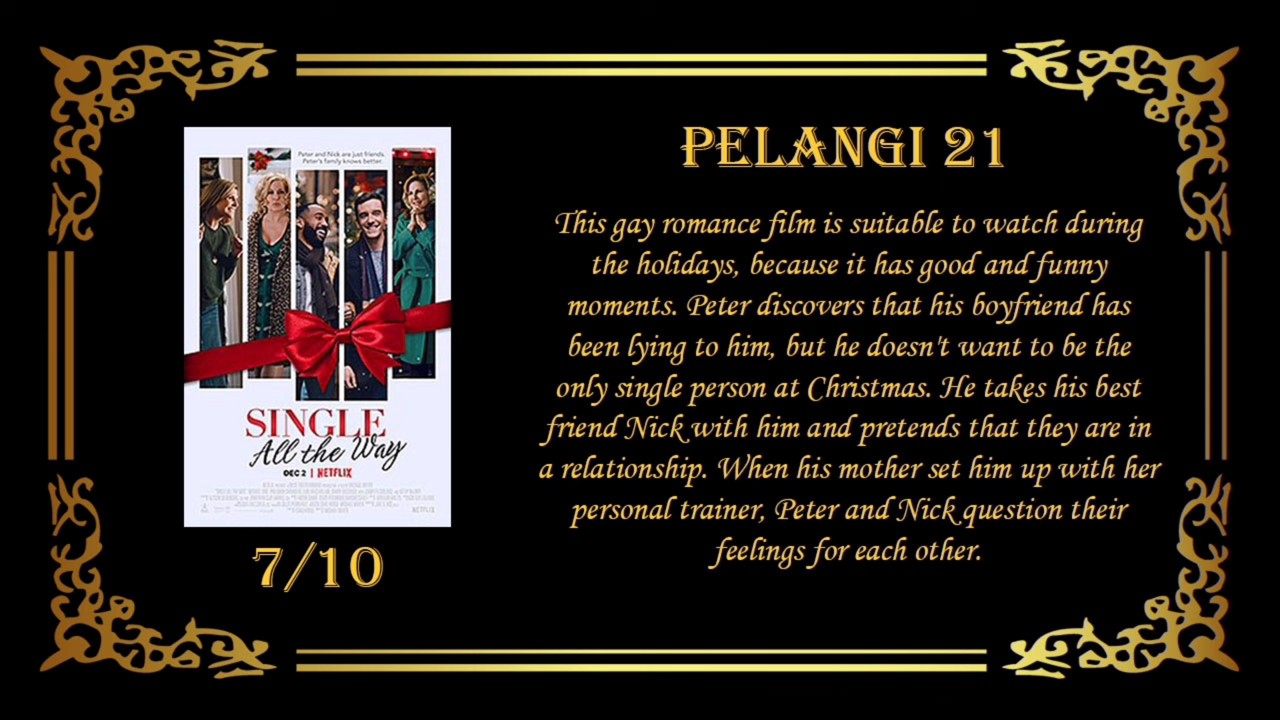 PELANGI 21
This gay romance film is suitable to watch during
the holidays, because it has good and funny
moments. Peter discovers that his boyfriend has
been lying to him, but he doesn't want to be the
only single person at Christmas. He takes his best
friend Nick with him and pretends that they are in
a relationship. When his mother set him up with her
personal trainer, Peter and Nick question their
feelings for each other.
Peter and Nick are just friends.
Peter's family knows better.
SINGLE
All the Way
DEC 2 | NETFLIX
NETFLIX
7/10